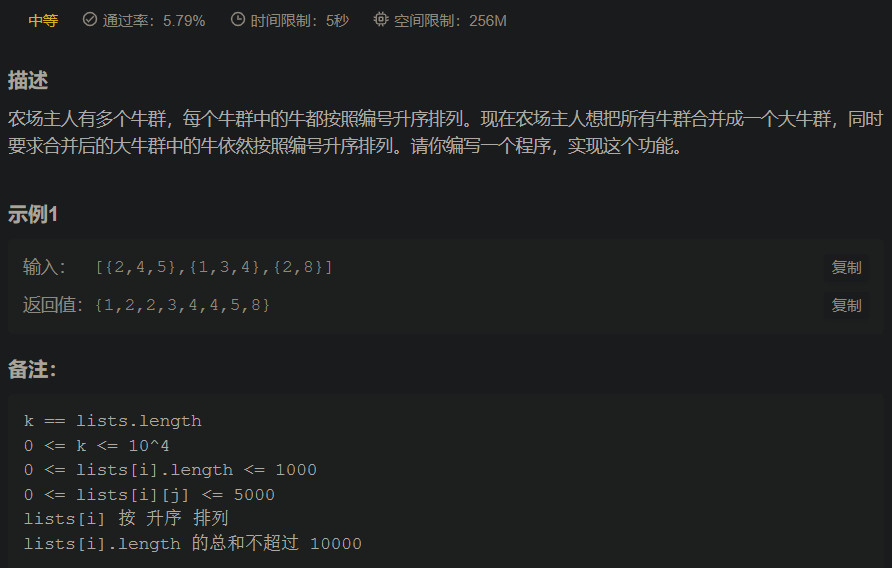 中等 通过率：5.79% 时间限制：5秒 空间限制：256M
描述
农场主人有多个牛群，每个牛群中的牛都按照编号升序排列。现在农场主人想把所有牛群合并成一个大牛群，同时
要求合并后的大牛群中的牛依然按照编号升序排列。请你编写一个程序，实现这个功能。
示例1
输入： [{2,4,5},{1,3,4},{2,8}] 复制
返回值：{1,2,2,3,4,4,5,8} 复制
备注：
k == lists.length
0 <= k <= 10^4
0 <= lists[i].length <= 1000
0 <= lists[i][j] <= 5000
lists[i] 按 升序 排列
lists[i].length 的总和不超过 10000